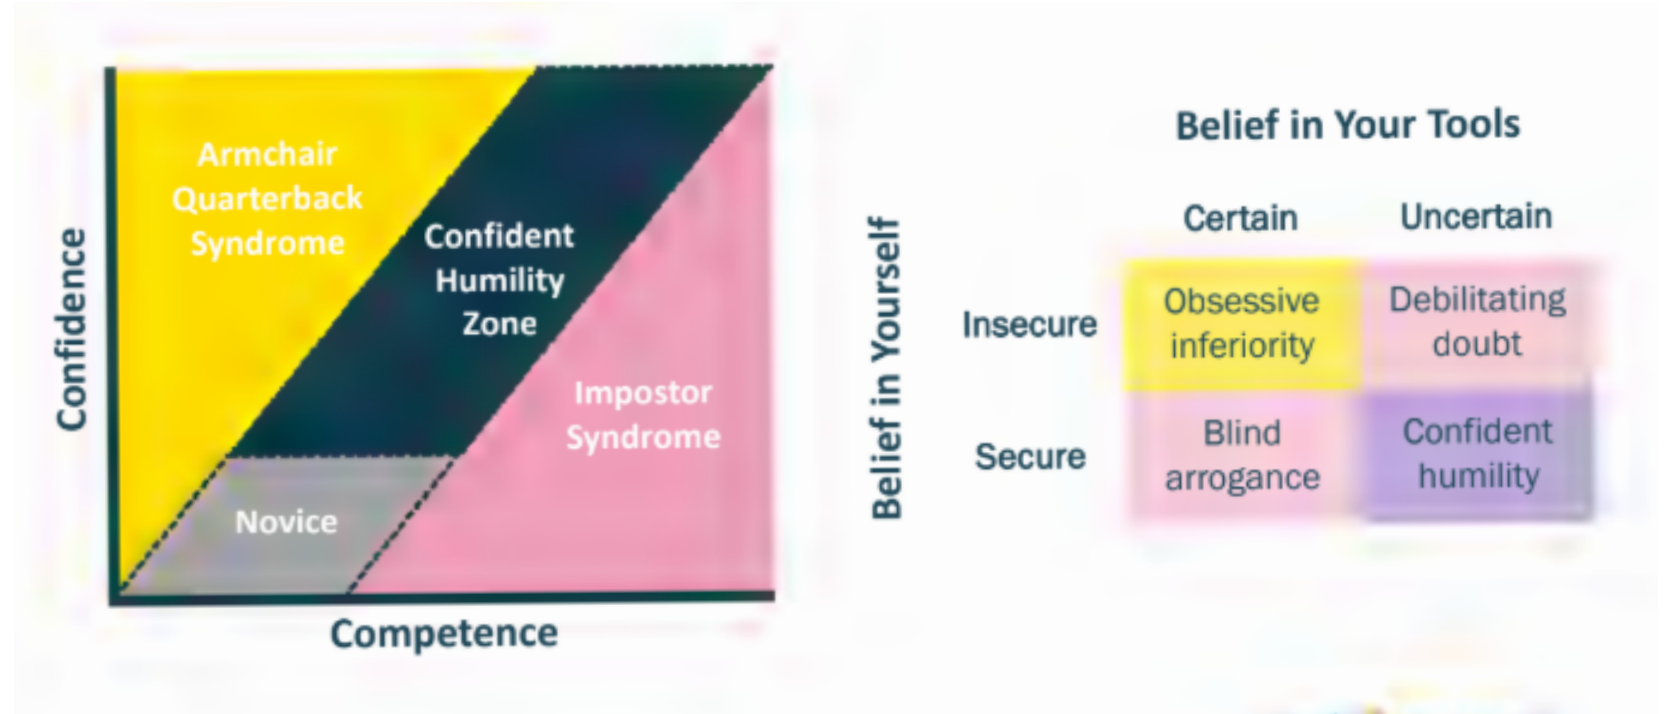 Armchair
Quarterback
Syndrome
Confident
Humility
Zone
Impostor
Syndrome
Novice
Confidence
Competence
Belief in Your Tools
Certain Uncertain
Belief in Yourself
Insecure
Obsessive
inferiority
Debilitating
doubt
Secure
Blind
arrogance
Confident
humility